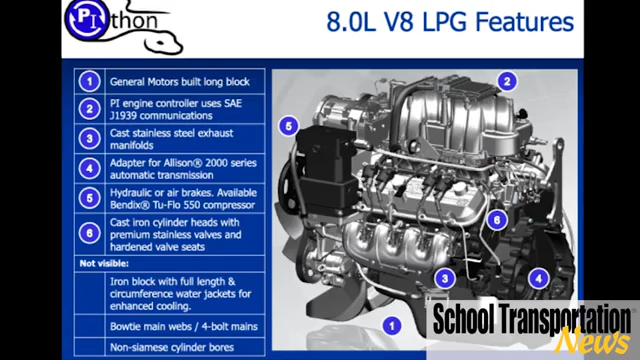 PI thon
8.0L V8 LPG Features
1 General Motors built long block
2 PI engine controller uses SAE
J1939 communications
3 Cast stainless steel exhaust
manifolds
4 Adapter for Allison® 2000 series
automatic transmission
5 Hydraulic or air brakes. Available
Bendix® Tu-Flo 550 compressor
6 Cast iron cylinder heads with
premium stainless valves and
hardened valve seats
Not visible:
Iron block with full length &
circumference water jackets for
enhanced cooling.
Bowtie main webs / 4-bolt mains
Non-siamese cylinder bores
2
5
6
3
4
1
School Transportation
News